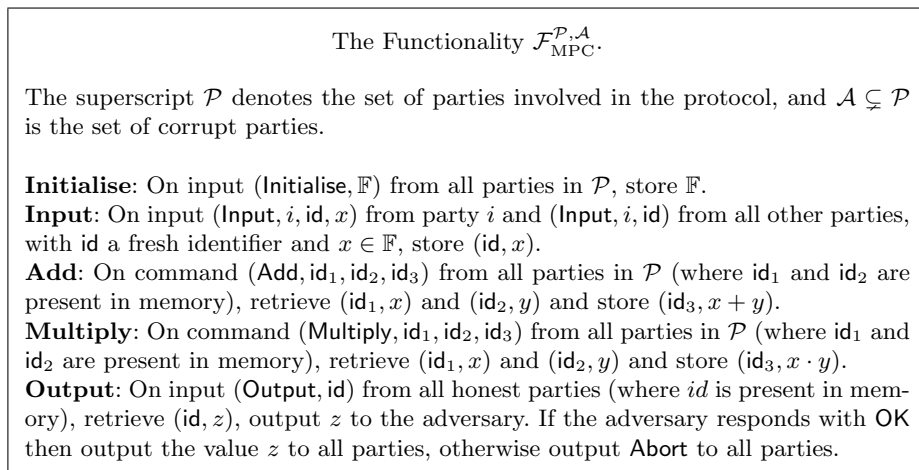 The Functionality $\mathcal{F}_{\mathrm{MPC}}^{\mathcal{P},\mathcal{A}}$.
The superscript $\mathcal{P}$ denotes the set of parties involved in the protocol, and $\mathcal{A} \subsetneq \mathcal{P}$
is the set of corrupt parties.
Initialise: On input (Initialise, $\mathbb{F}$) from all parties in $\mathcal{P}$, store $\mathbb{F}$.
Input: On input (Input, $i$, id, $x$) from party $i$ and (Input, $i$, id) from all other parties,
with id a fresh identifier and $x \in \mathbb{F}$, store (id, $x$).
Add: On command (Add, id$_1$, id$_2$, id$_3$) from all parties in $\mathcal{P}$ (where id$_1$ and id$_2$ are
present in memory), retrieve (id$_1$, $x$) and (id$_2$, $y$) and store (id$_3$, $x + y$).
Multiply: On command (Multiply, id$_1$, id$_2$, id$_3$) from all parties in $\mathcal{P}$ (where id$_1$ and
id$_2$ are present in memory), retrieve (id$_1$, $x$) and (id$_2$, $y$) and store (id$_3$, $x \cdot y$).
Output: On input (Output, id) from all honest parties (where $id$ is present in mem-
ory), retrieve (id, $z$), output $z$ to the adversary. If the adversary responds with OK
then output the value $z$ to all parties, otherwise output Abort to all parties.